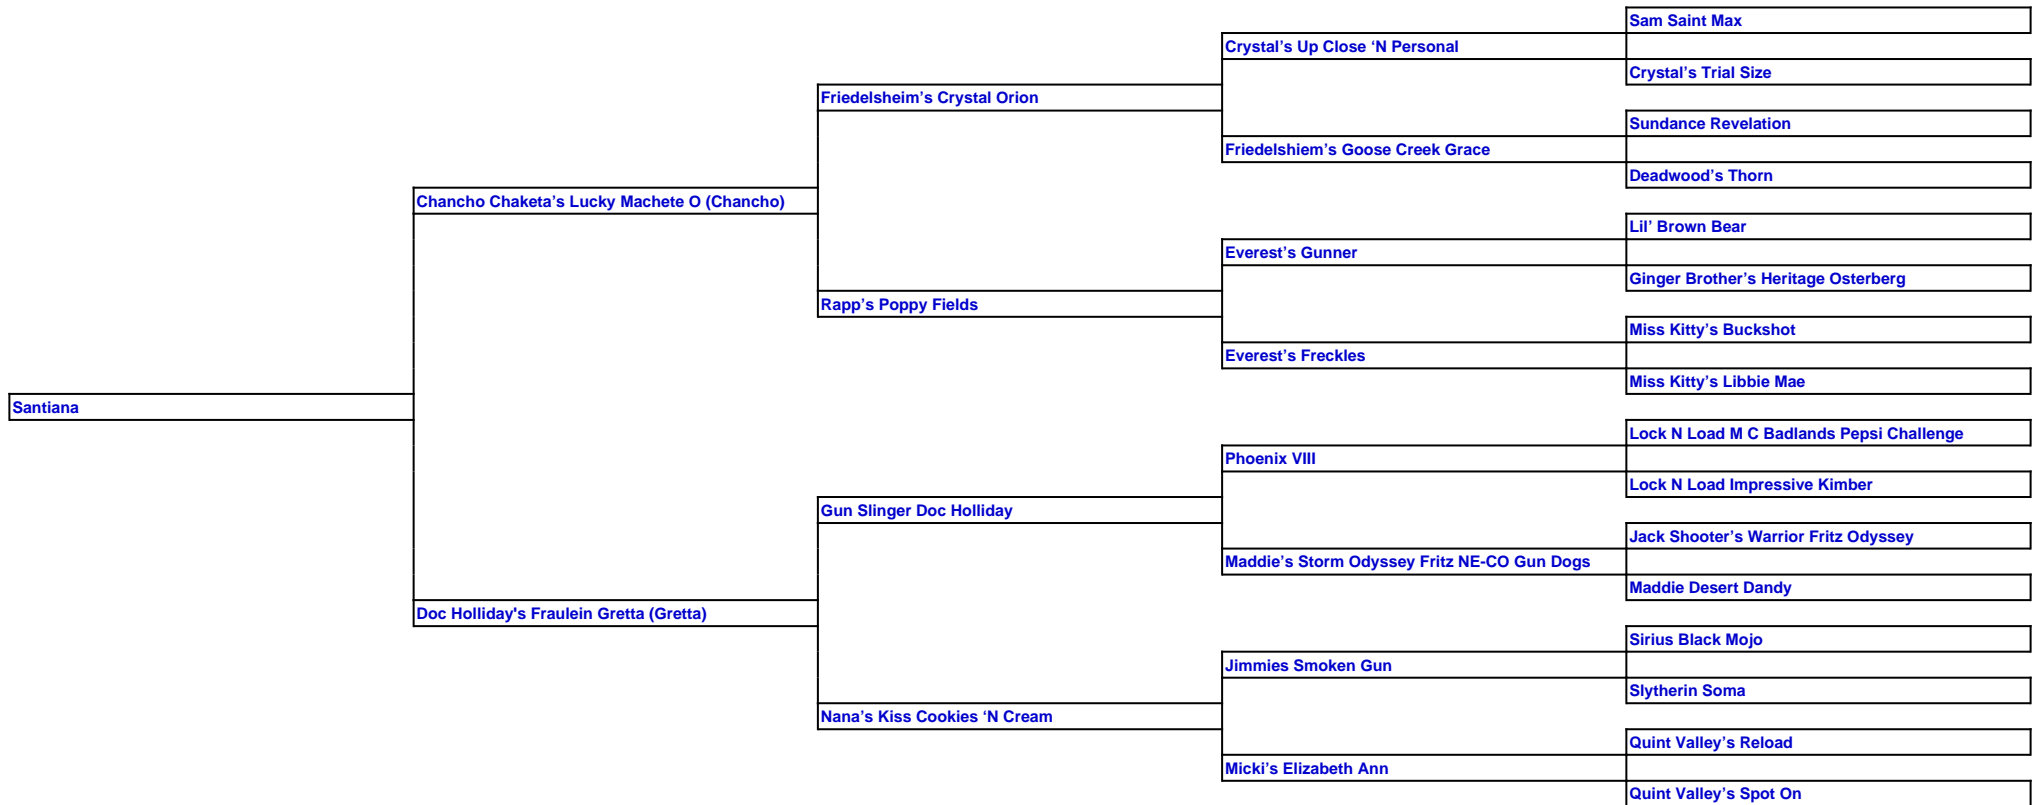 Sam Saint Max
Crystal’s Up Close ‘N Personal
Crystal’s Trial Size
Friedelsheim’s Crystal Orion
Sundance Revelation
Friedelshiem’s Goose Creek Grace
Deadwood’s Thorn
Chancho Chaketa’s Lucky Machete O (Chancho)
Lil’ Brown Bear
Everest’s Gunner
Ginger Brother’s Heritage Osterberg
Rapp’s Poppy Fields
Miss Kitty’s Buckshot
Everest’s Freckles
Miss Kitty’s Libbie Mae
Santiana
Lock N Load M C Badlands Pepsi Challenge
Phoenix VIII
Lock N Load Impressive Kimber
Gun Slinger Doc Holliday
Jack Shooter’s Warrior Fritz Odyssey
Maddie’s Storm Odyssey Fritz NE-CO Gun Dogs
Maddie Desert Dandy
Doc Holliday's Fraulein Gretta (Gretta)
Sirius Black Mojo
Jimmies Smoken Gun
Slytherin Soma
Nana’s Kiss Cookies ‘N Cream
Quint Valley’s Reload
Micki’s Elizabeth Ann
Quint Valley’s Spot On